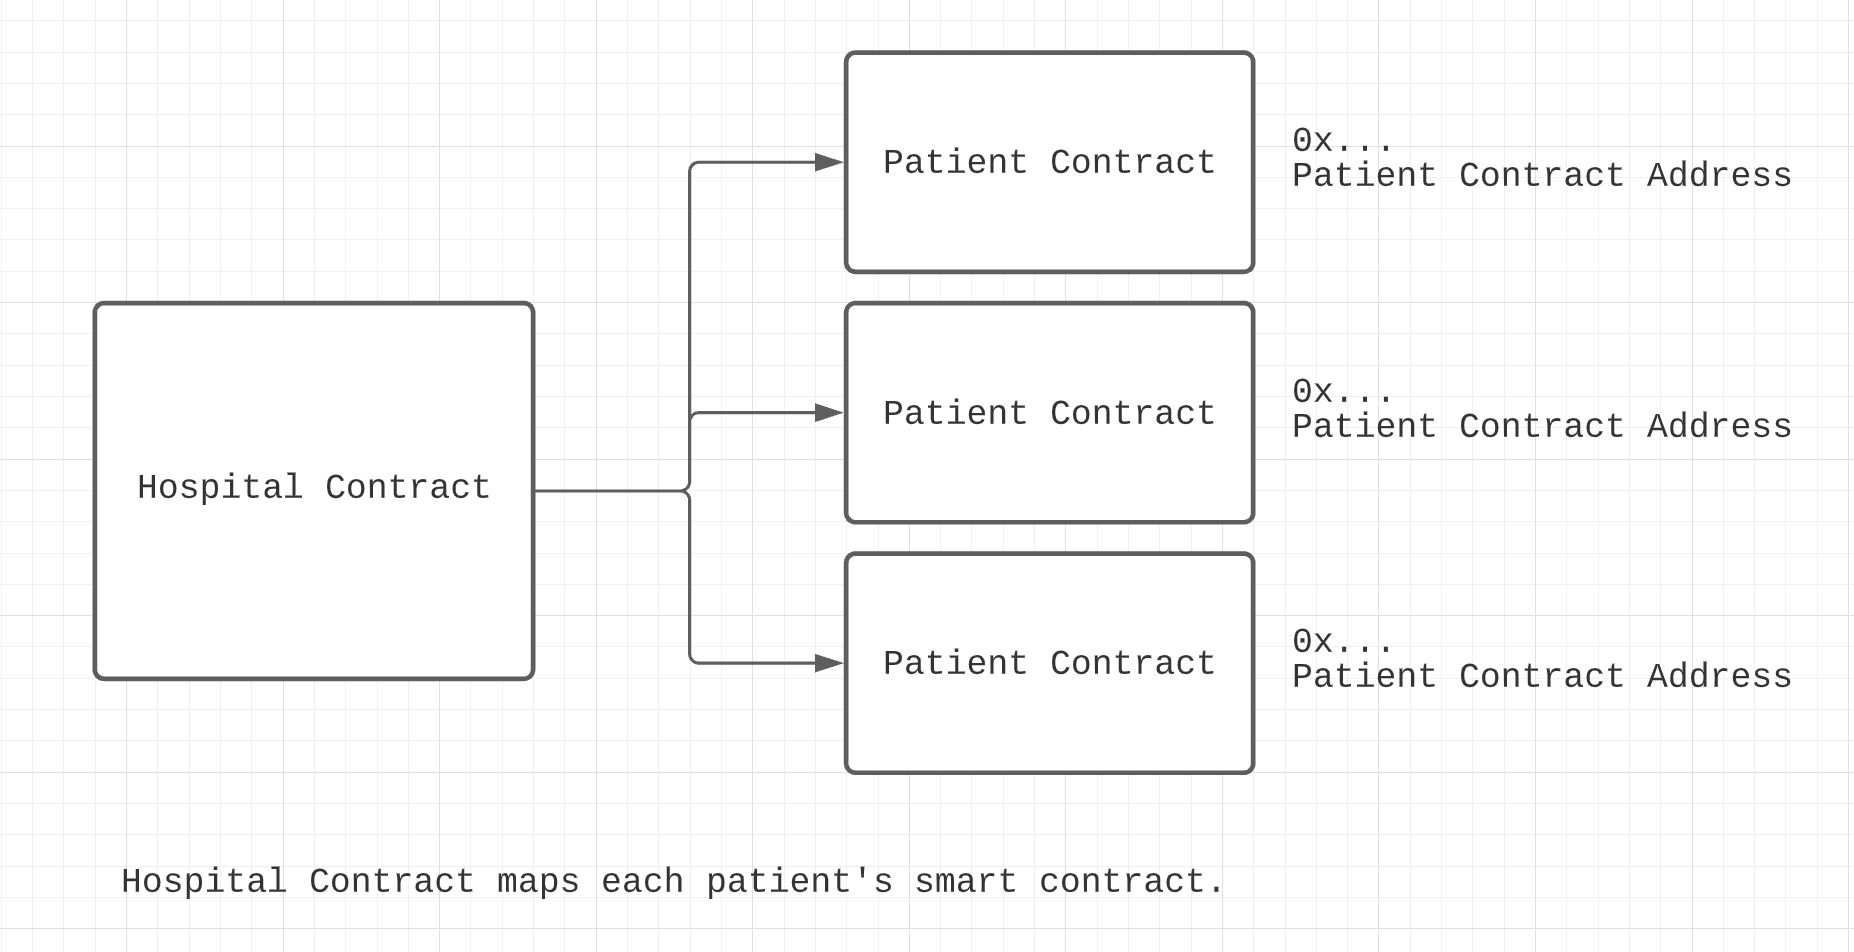 Patient Contract
0x...
Patient Contract Address
Hospital Contract
Patient Contract
0x...
Patient Contract Address
Patient Contract
0x...
Patient Contract Address
Hospital Contract maps each patient's smart contract.